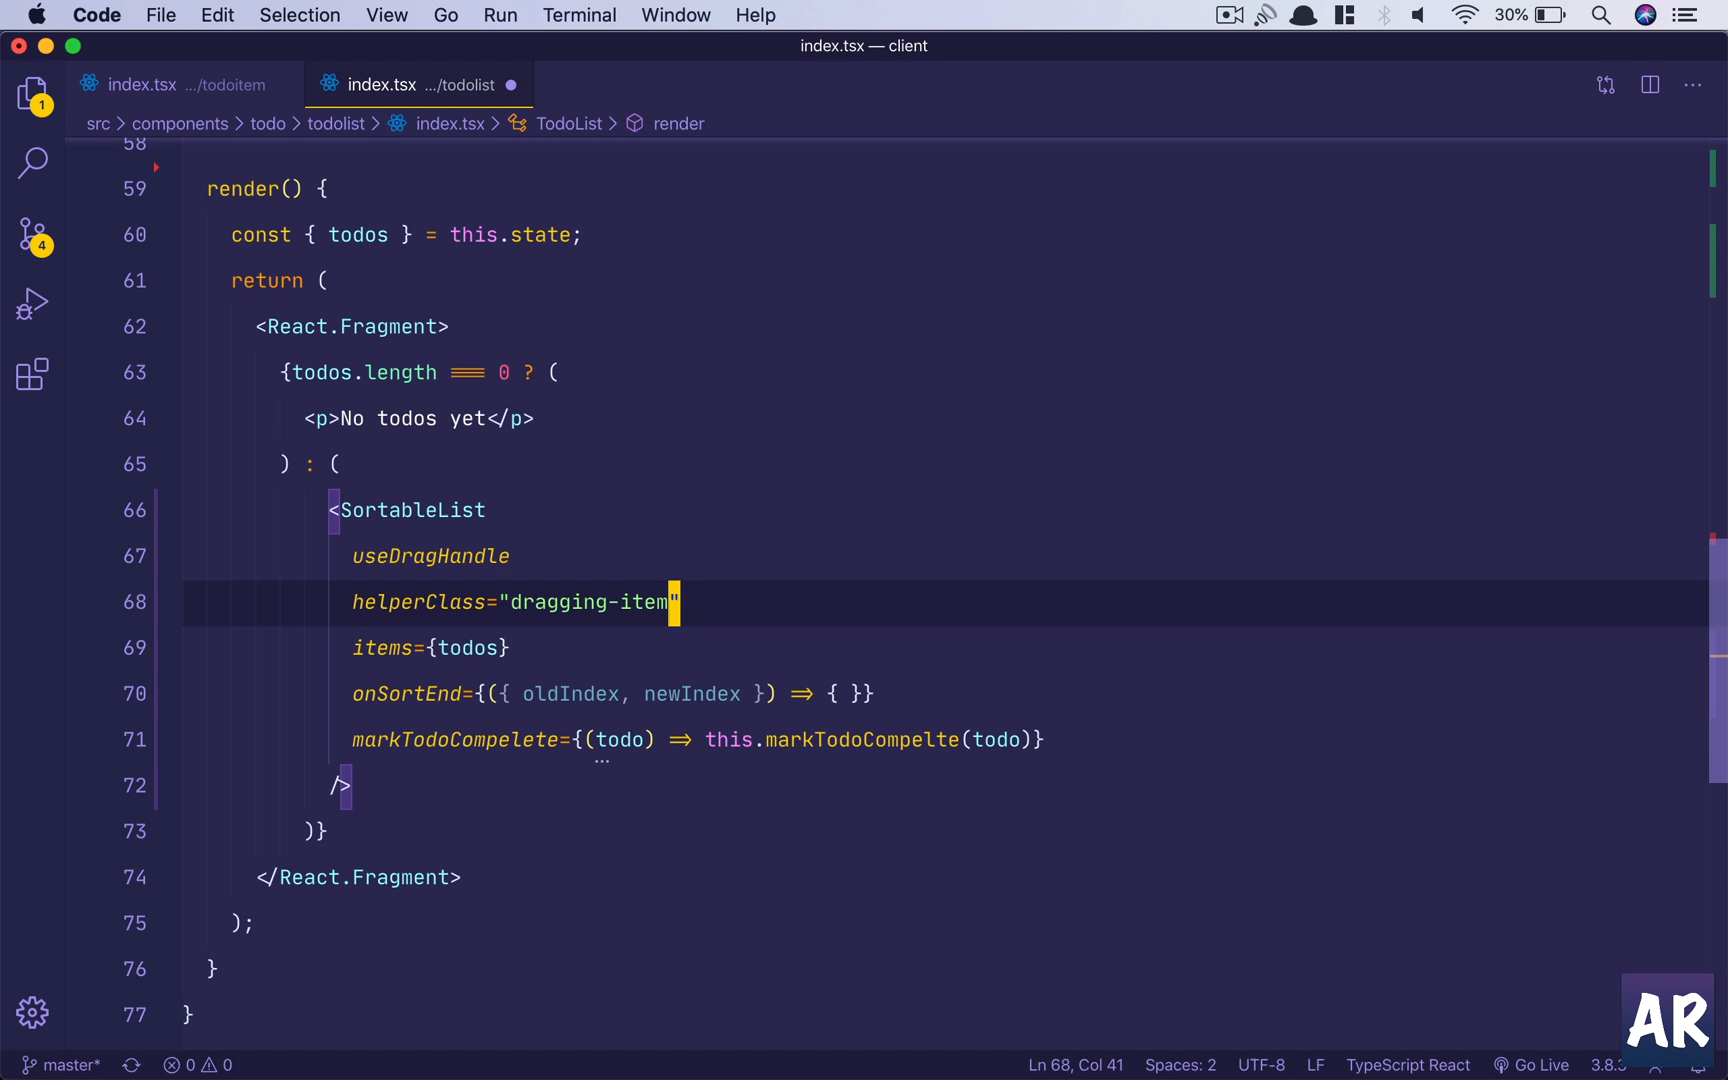 Code File Edit Selection View Go Run Terminal Window Help 30%
index.tsx — client
index.tsx .../todoitem index.tsx .../todolist
src > components > todo > todolist > index.tsx > TodoList > render
1
4
58
59 render() {
60 const { todos } = this.state;
61 return (
62 <React.Fragment>
63 {todos.length === 0 ? (
64 <p>No todos yet</p>
65 ) : (
66 <SortableList
67 useDragHandle
68 helperClass="dragging-item"
69 items={todos}
70 onSortEnd={({ oldIndex, newIndex }) => { }}
71 markTodoCompelete={(todo) => this.markTodoCompelte(todo)}
72 />
73 )}
74 </React.Fragment>
75 );
76 }
77 }
AR
master* 0 0 Ln 68, Col 41 Spaces: 2 UTF-8 LF TypeScript React Go Live